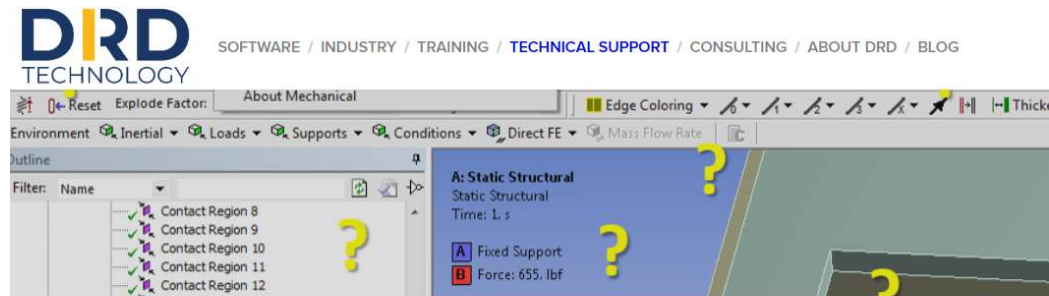 DRD
TECHNOLOGY
SOFTWARE / INDUSTRY / TRAINING / TECHNICAL SUPPORT / CONSULTING / ABOUT DRD / BLOG
Reset Explode Factor: About Mechanical Edge Coloring Thicke
Environment Inertial Loads Supports Conditions Direct FE Mass Flow Rate
Outline
Filter: Name
Contact Region 8
Contact Region 9
Contact Region 10
Contact Region 11
Contact Region 12
A: Static Structural
Static Structural
Time: 1. s
A Fixed Support
B Force: 655. lbf
? ? ? ?